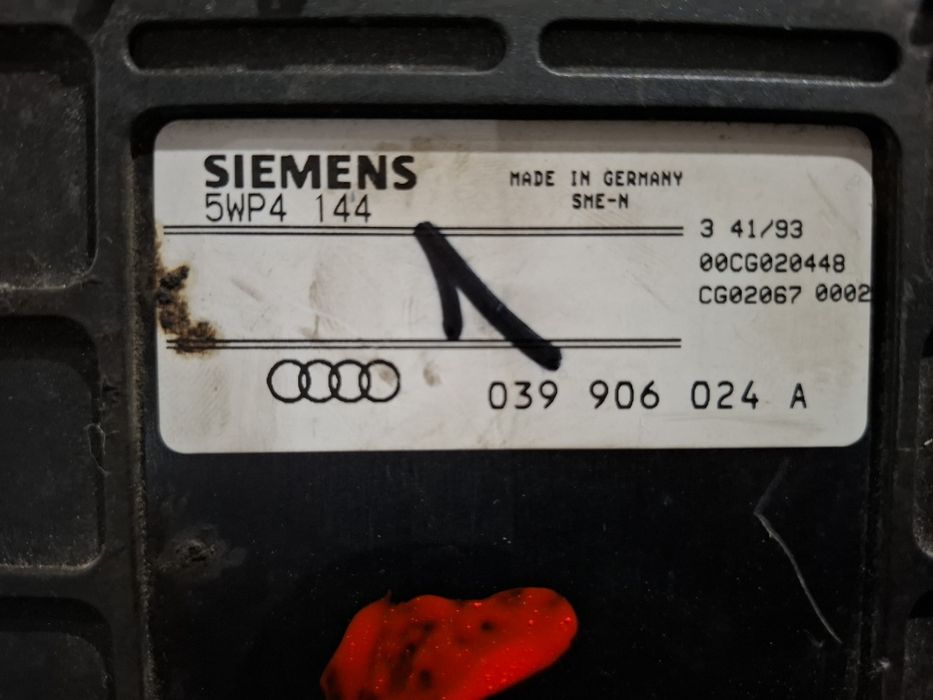 SIEMENS
5WP4 144
MADE IN GERMANY
SME-N
3 41/93
00CG020448
CG02067 0002
039 906 024 A